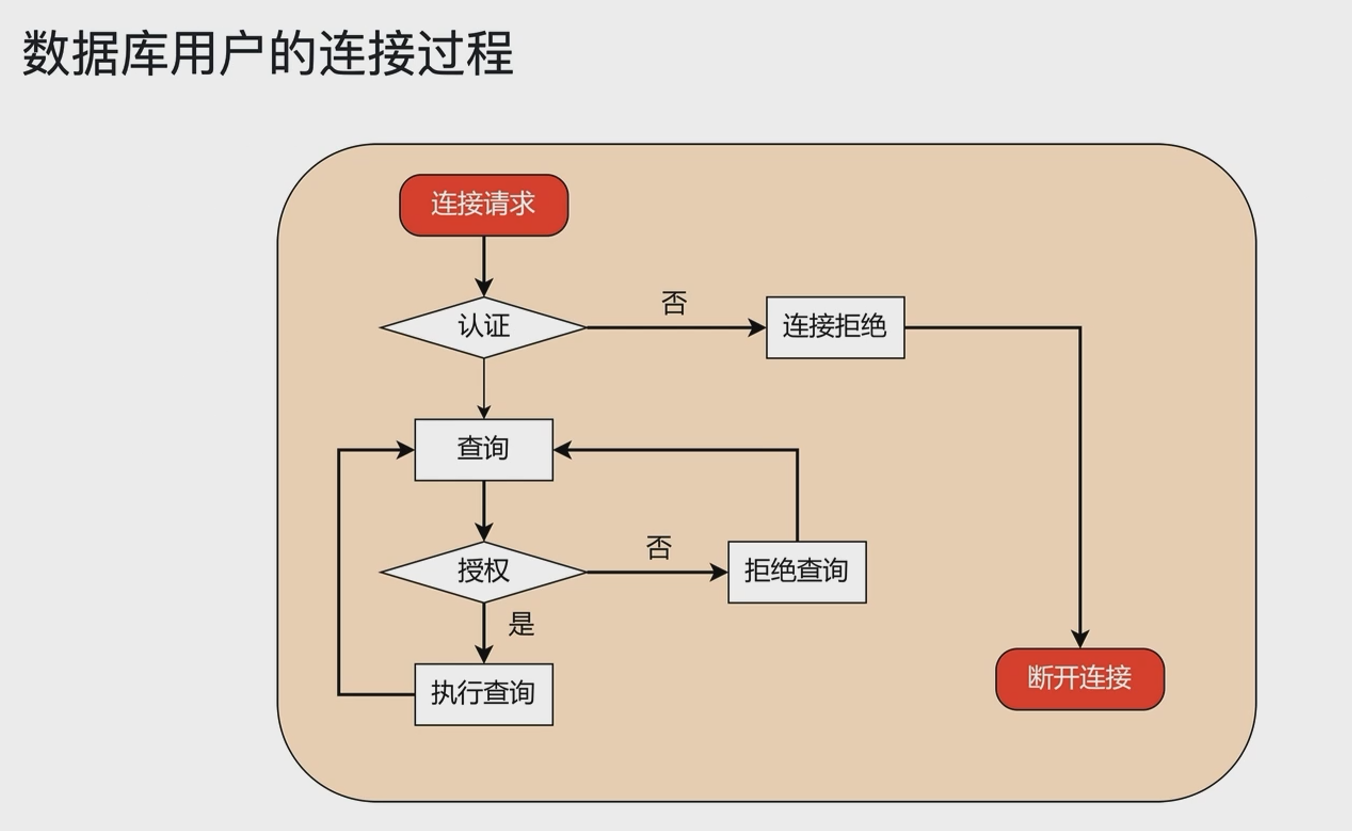 数据库用户的连接过程
连接请求
认证
否
连接拒绝
查询
授权
否
拒绝查询
是
执行查询
断开连接